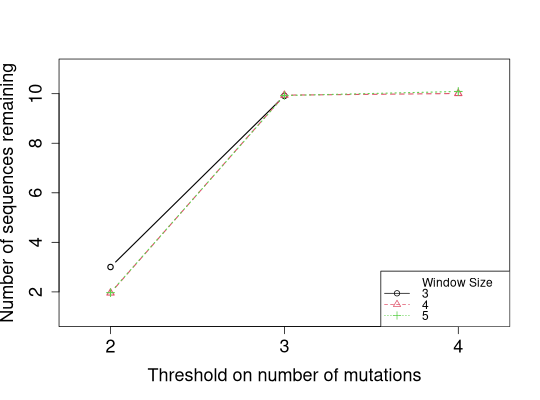 Number of sequences remaining
10
8
6
4
2
Window Size
3
4
5
2 3 4
Threshold on number of mutations